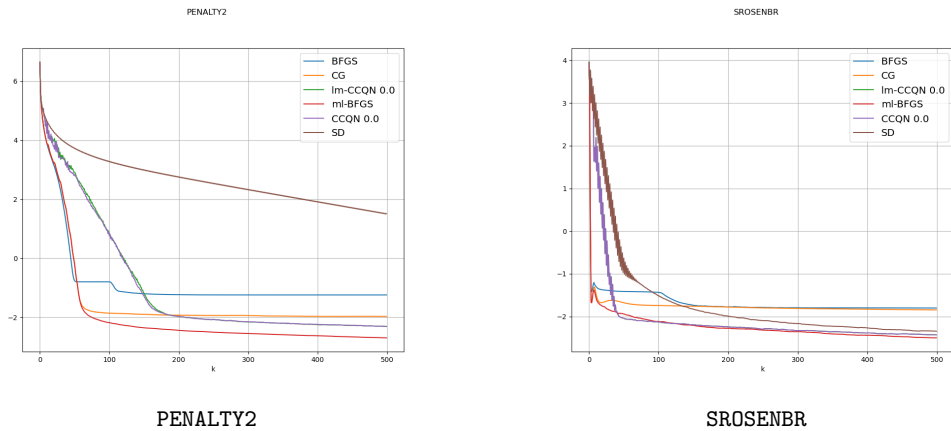 PENALTY2
6
4
2
0
−2
0
100
200
300
400
500
k
BFGS
CG
lm-CCQN 0.0
ml-BFGS
CCQN 0.0
SD
PENALTY2
SROSENBR
4
3
2
1
0
−1
−2
0
100
200
300
400
500
k
BFGS
CG
lm-CCQN 0.0
ml-BFGS
CCQN 0.0
SD
SROSENBR